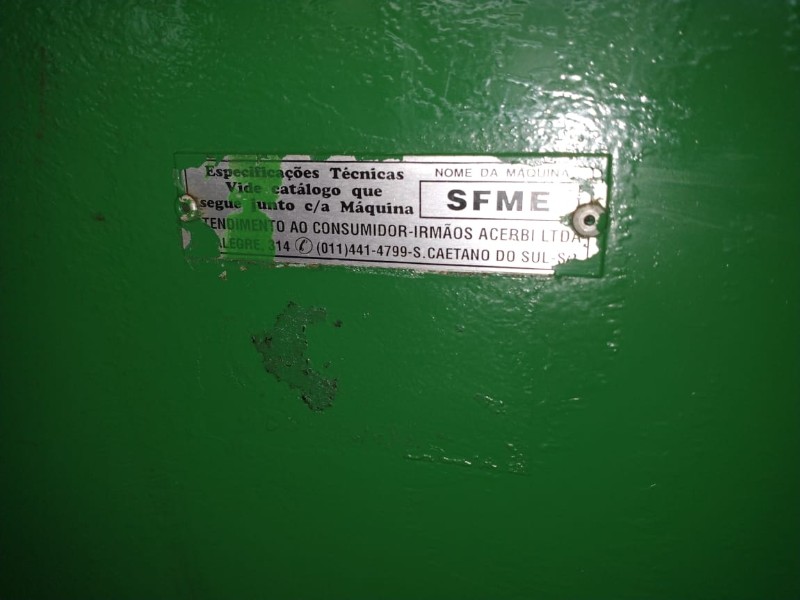 Especificações Técnicas
Vide catálogo que
segue junto c/a Máquina
NOME DA MÁQUINA
SFME
TENDIMENTO AO CONSUMIDOR-IRMÃOS ACERBI LTDA
ALEGRE, 314 ✆ (011)441-4799-S.CAETANO DO SUL-S